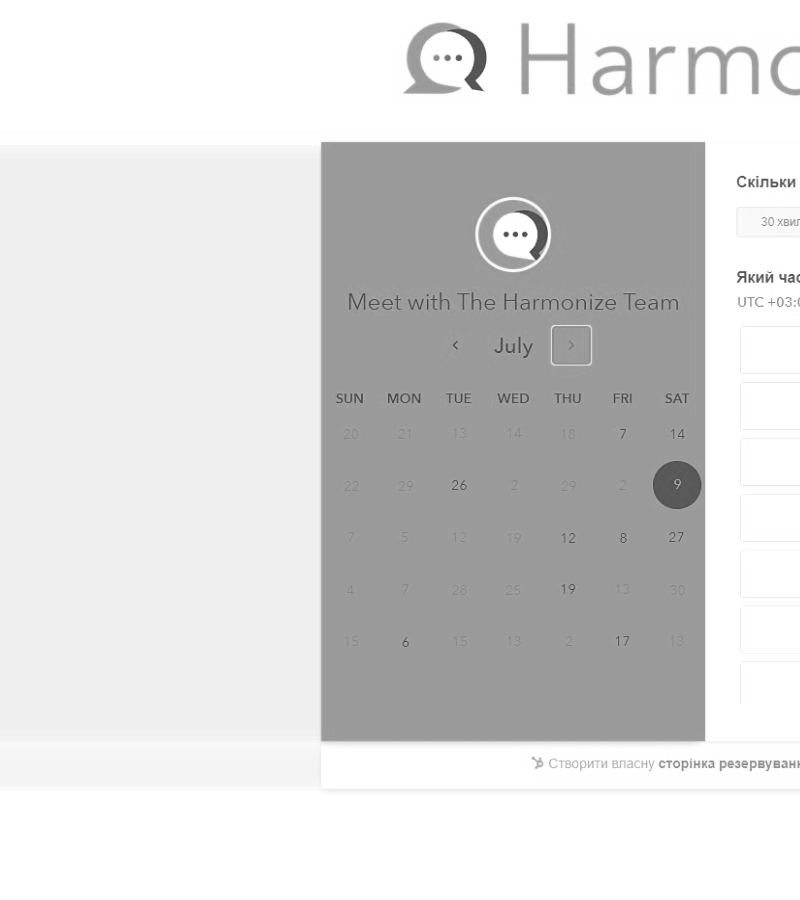 Harmo
Meet with The Harmonize Team
July
SUN MON TUE WED THU FRI SAT
20 21 13 14 18 7 14
22 29 26 2 29 2 9
7 5 12 19 12 8 27
4 7 28 25 19 13 30
15 6 15 13 2 17 13
Скільки
30 хвил
Який час
UTC +03:0
Створити власну сторінка резервуванн